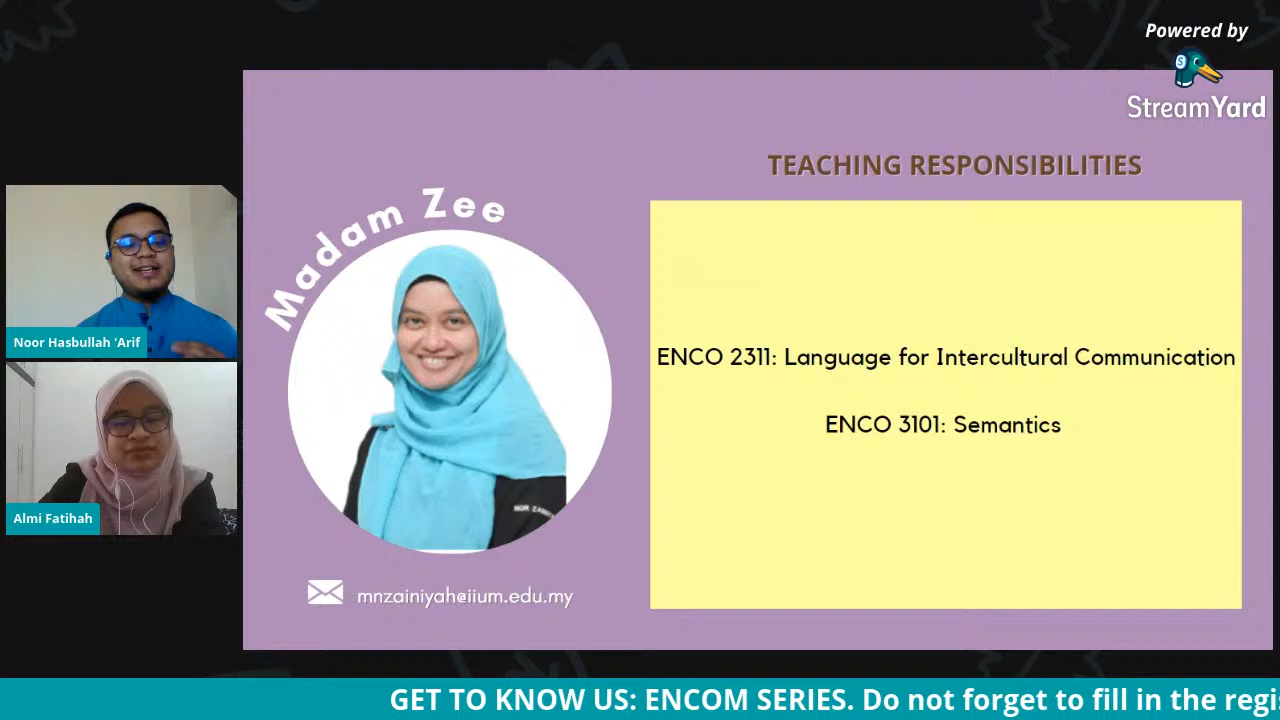 Powered by
StreamYard
TEACHING RESPONSIBILITIES
Madam Zee
ENCO 2311: Language for Intercultural Communication
ENCO 3101: Semantics
Noor Hasbullah 'Arif
Almi Fatihah
mnzainiyah@iium.edu.my
GET TO KNOW US: ENCOM SERIES. Do not forget to fill in the regis